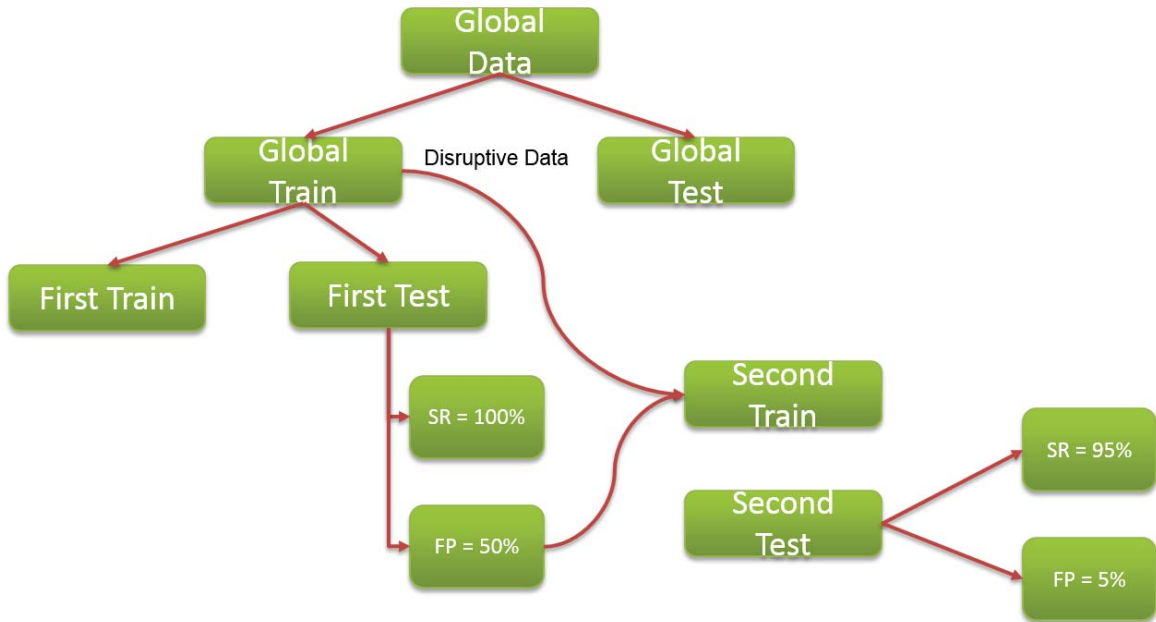 Global
Data
Global
Train
Disruptive Data
Global
Test
First Train
First Test
SR = 100%
FP = 50%
Second
Train
Second
Test
SR = 95%
FP = 5%